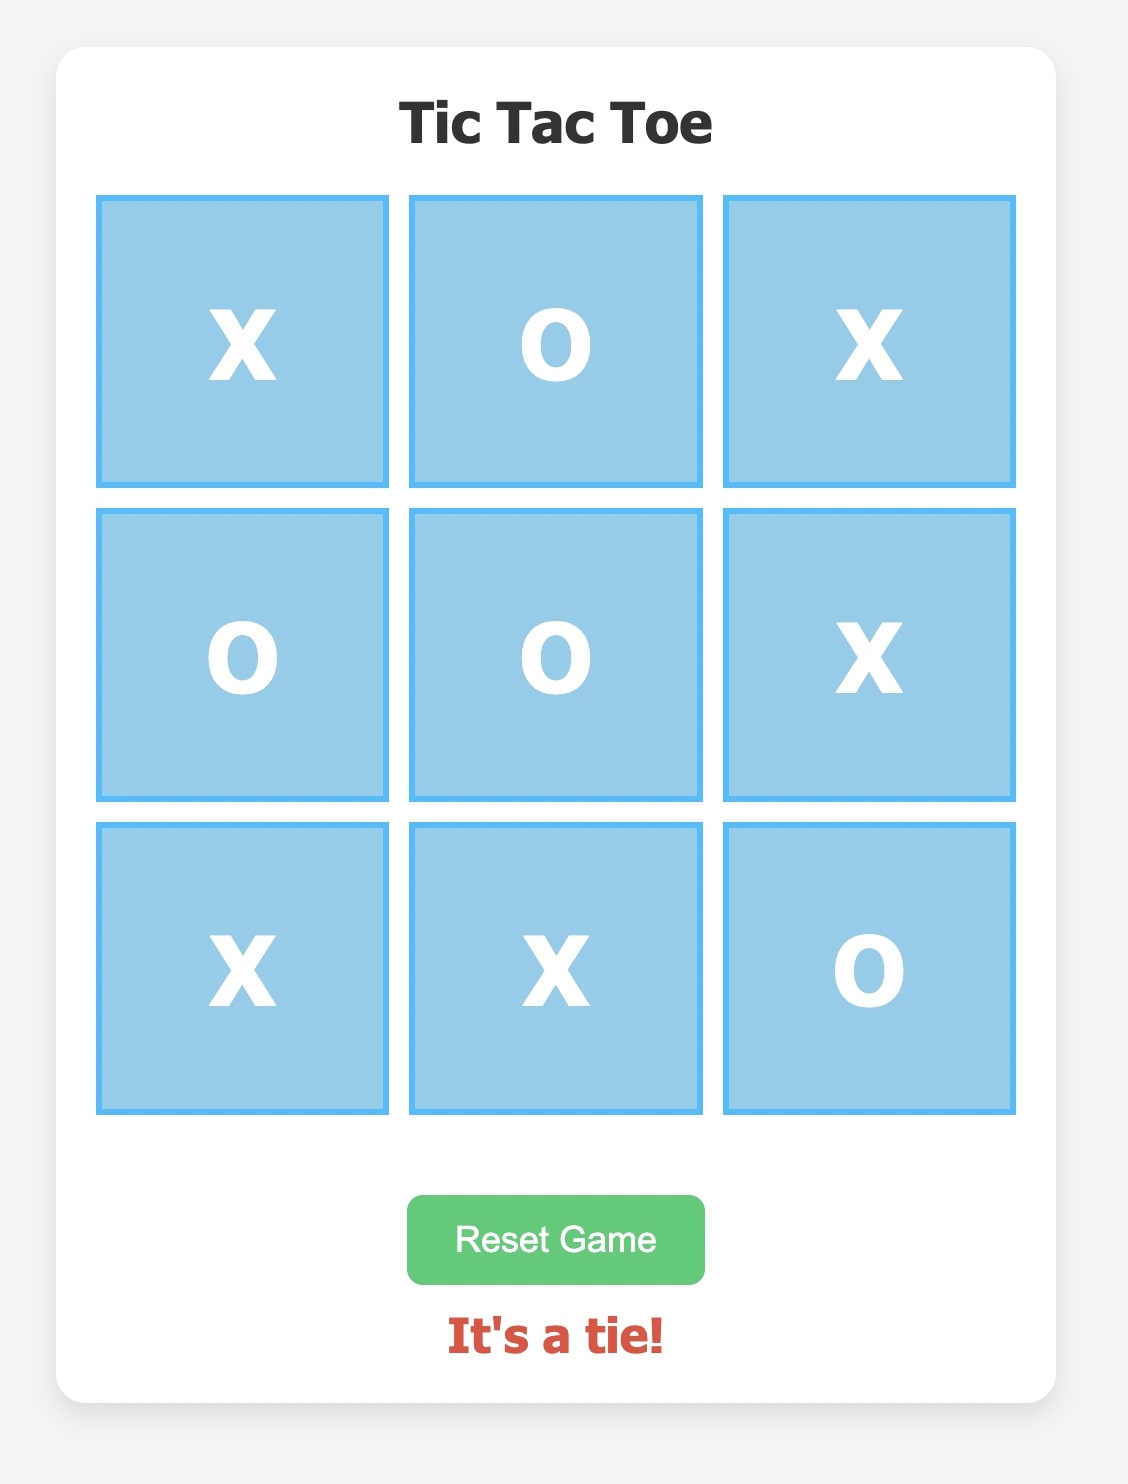 Tic Tac Toe
X O X
O O X
X X O
Reset Game
It's a tie!